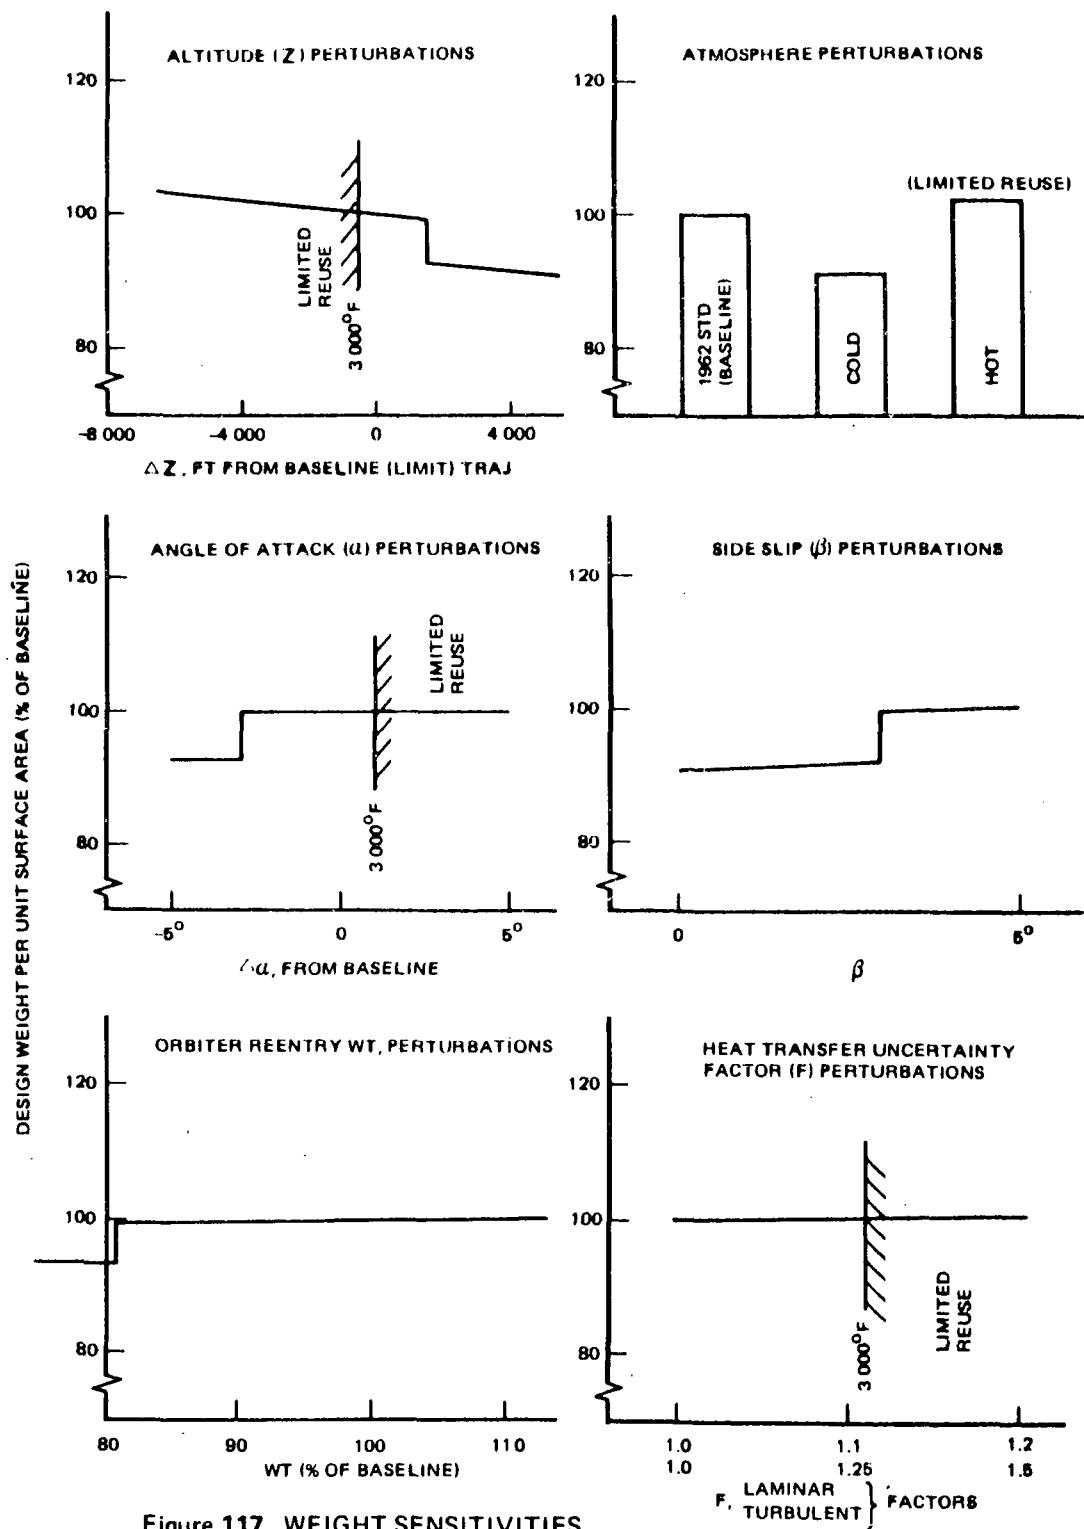 DESIGN WEIGHT PER UNIT SURFACE AREA (% OF BASELINE)
ALTITUDE (Z) PERTURBATIONS
120
100
80
LIMITED
REUSE
3 000°F
-8 000 -4 000 0 4 000
ΔZ, FT FROM BASELINE (LIMIT) TRAJ
ATMOSPHERE PERTURBATIONS
120
100
80
(LIMITED REUSE)
1962 STD
(BASELINE)
COLD
HOT
ANGLE OF ATTACK (α) PERTURBATIONS
120
100
80
LIMITED
REUSE
3 000°F
-5° 0 5°
Δα, FROM BASELINE
SIDE SLIP (β) PERTURBATIONS
120
100
80
0 5°
β
ORBITER REENTRY WT, PERTURBATIONS
120
100
80
80 90 100 110
WT (% OF BASELINE)
HEAT TRANSFER UNCERTAINTY
FACTOR (F) PERTURBATIONS
120
100
80
3 000°F
LIMITED
REUSE
1.0 1.1 1.2
1.0 1.25 1.5
F, LAMINAR
TURBULENT } FACTORS
Figure 117 WEIGHT SENSITIVITIES